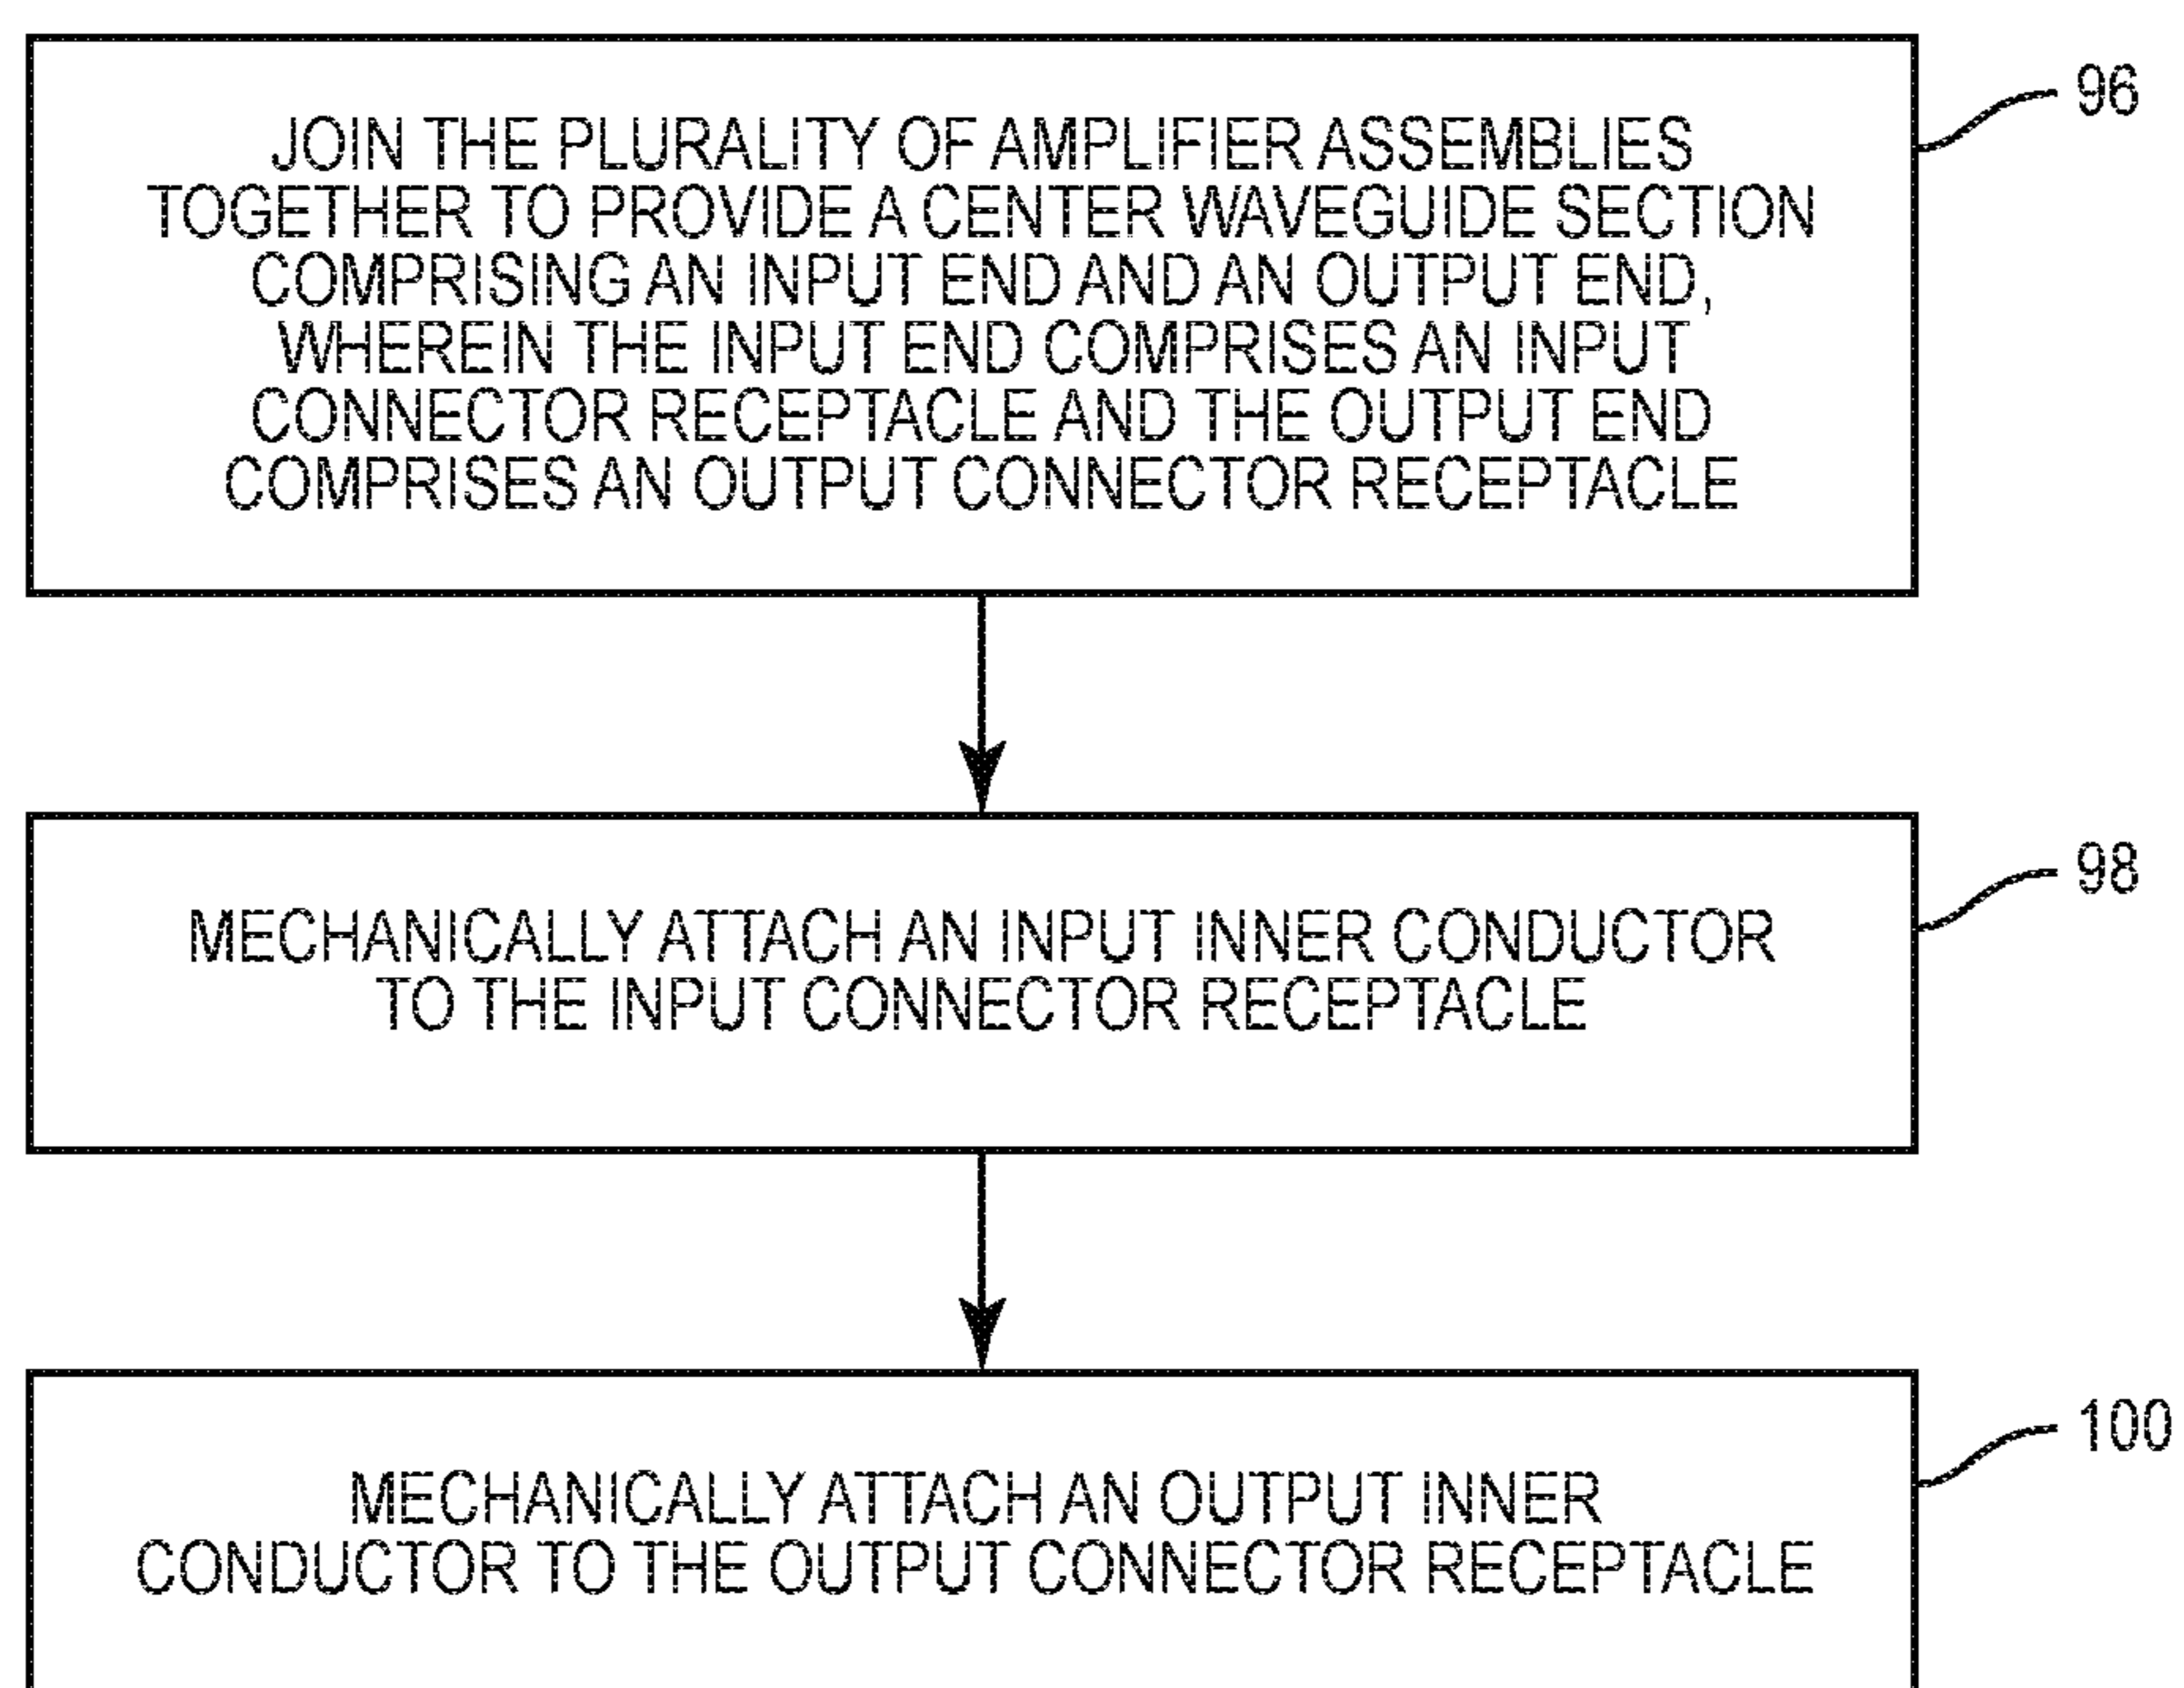 JOIN THE PLURALITY OF AMPLIFIER ASSEMBLIES
TOGETHER TO PROVIDE A CENTER WAVEGUIDE SECTION
COMPRISING AN INPUT END AND AN OUTPUT END,
WHEREIN THE INPUT END COMPRISES AN INPUT
CONNECTOR RECEPTACLE AND THE OUTPUT END
COMPRISES AN OUTPUT CONNECTOR RECEPTACLE
96
MECHANICALLY ATTACH AN INPUT INNER CONDUCTOR
TO THE INPUT CONNECTOR RECEPTACLE
98
MECHANICALLY ATTACH AN OUTPUT INNER
CONDUCTOR TO THE OUTPUT CONNECTOR RECEPTACLE
100